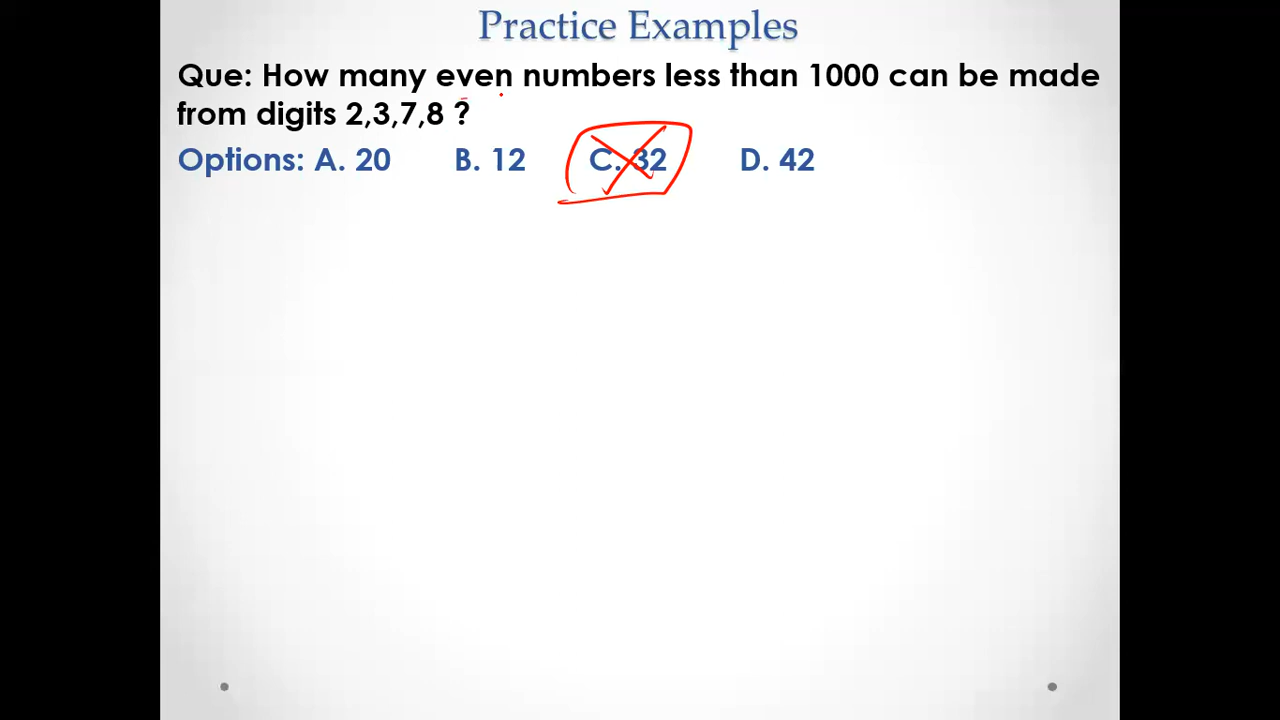 Practice Examples
Que: How many even numbers less than 1000 can be made
from digits 2,3,7,8 ?
Options: A. 20 B. 12 C. 32 D. 42